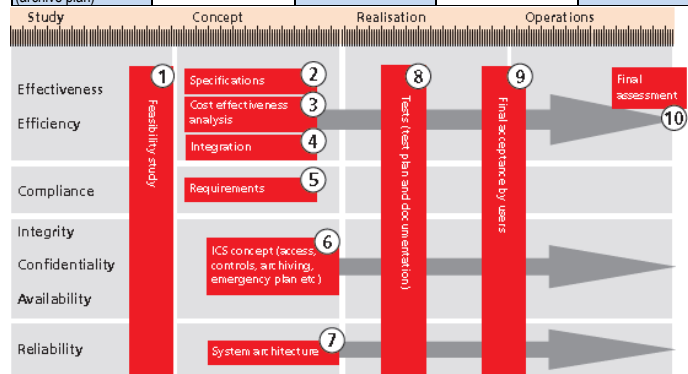 (archive plan)
Study Concept Realisation Operations
Effectiveness
Efficiency
Compliance
Integrity
Confidentiality
Availability
Reliability
1
Feasibility study
Specifications
2
Cost effectiveness
analysis
3
Integration
4
Requirements
5
ICS concept (access,
controls, archiving,
emergency plan etc)
6
System architecture
7
8
Tests (test plan and documentation)
9
Final acceptance by users
Final
assessment
10